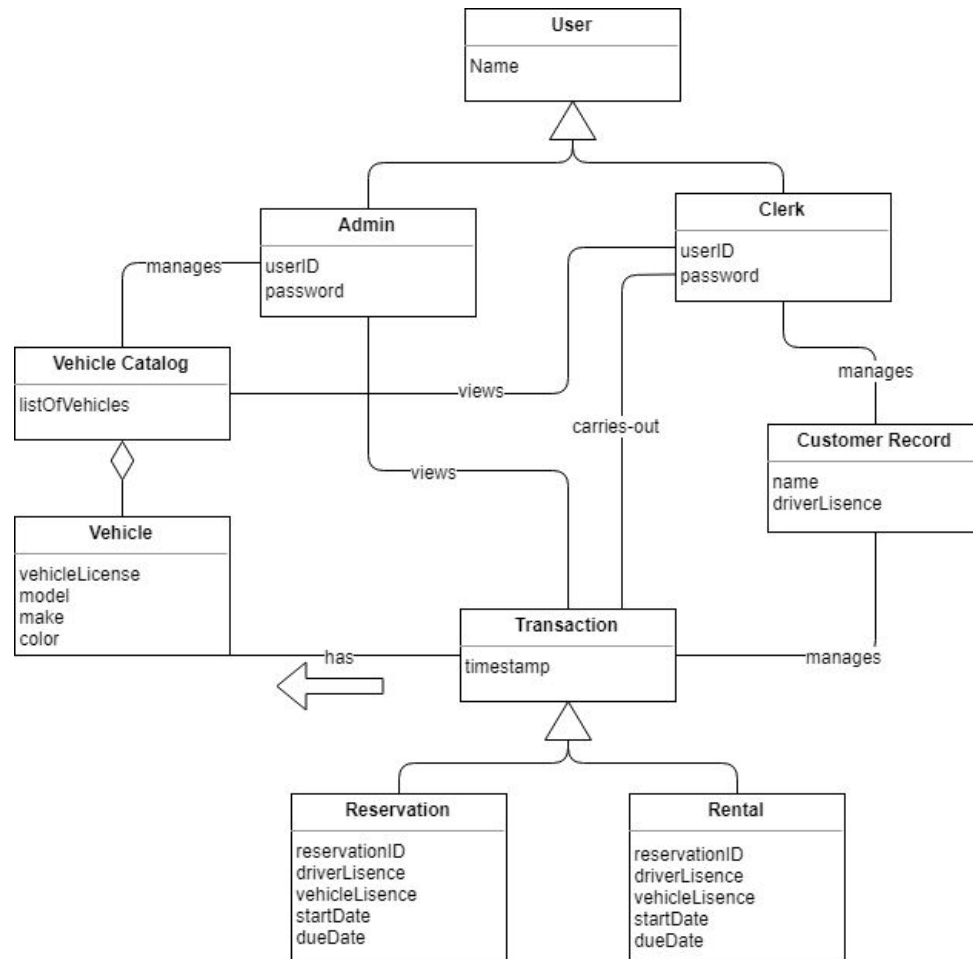 User
Name
Admin
userID
password
Clerk
userID
password
manages
Vehicle Catalog
listOfVehicles
views
manages
carries-out
Customer Record
name
driverLisence
views
Vehicle
vehicleLicense
model
make
color
Transaction
timestamp
has
manages
Reservation
reservationID
driverLisence
vehicleLisence
startDate
dueDate
Rental
reservationID
driverLisence
vehicleLisence
startDate
dueDate